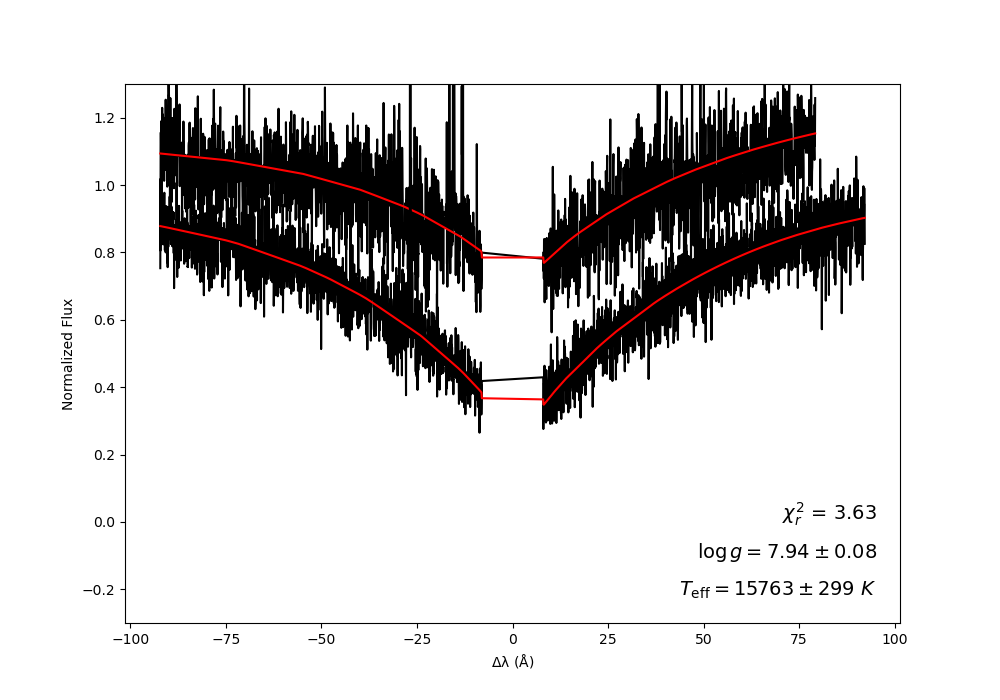 1.2
1.0
0.8
0.6
0.4
0.2
0.0
−0.2
Normalized Flux
χ²ᵣ = 3.63
log g = 7.94 ± 0.08
T_eff = 15763 ± 299 K
−100 −75 −50 −25 0 25 50 75 100
Δλ (Å)